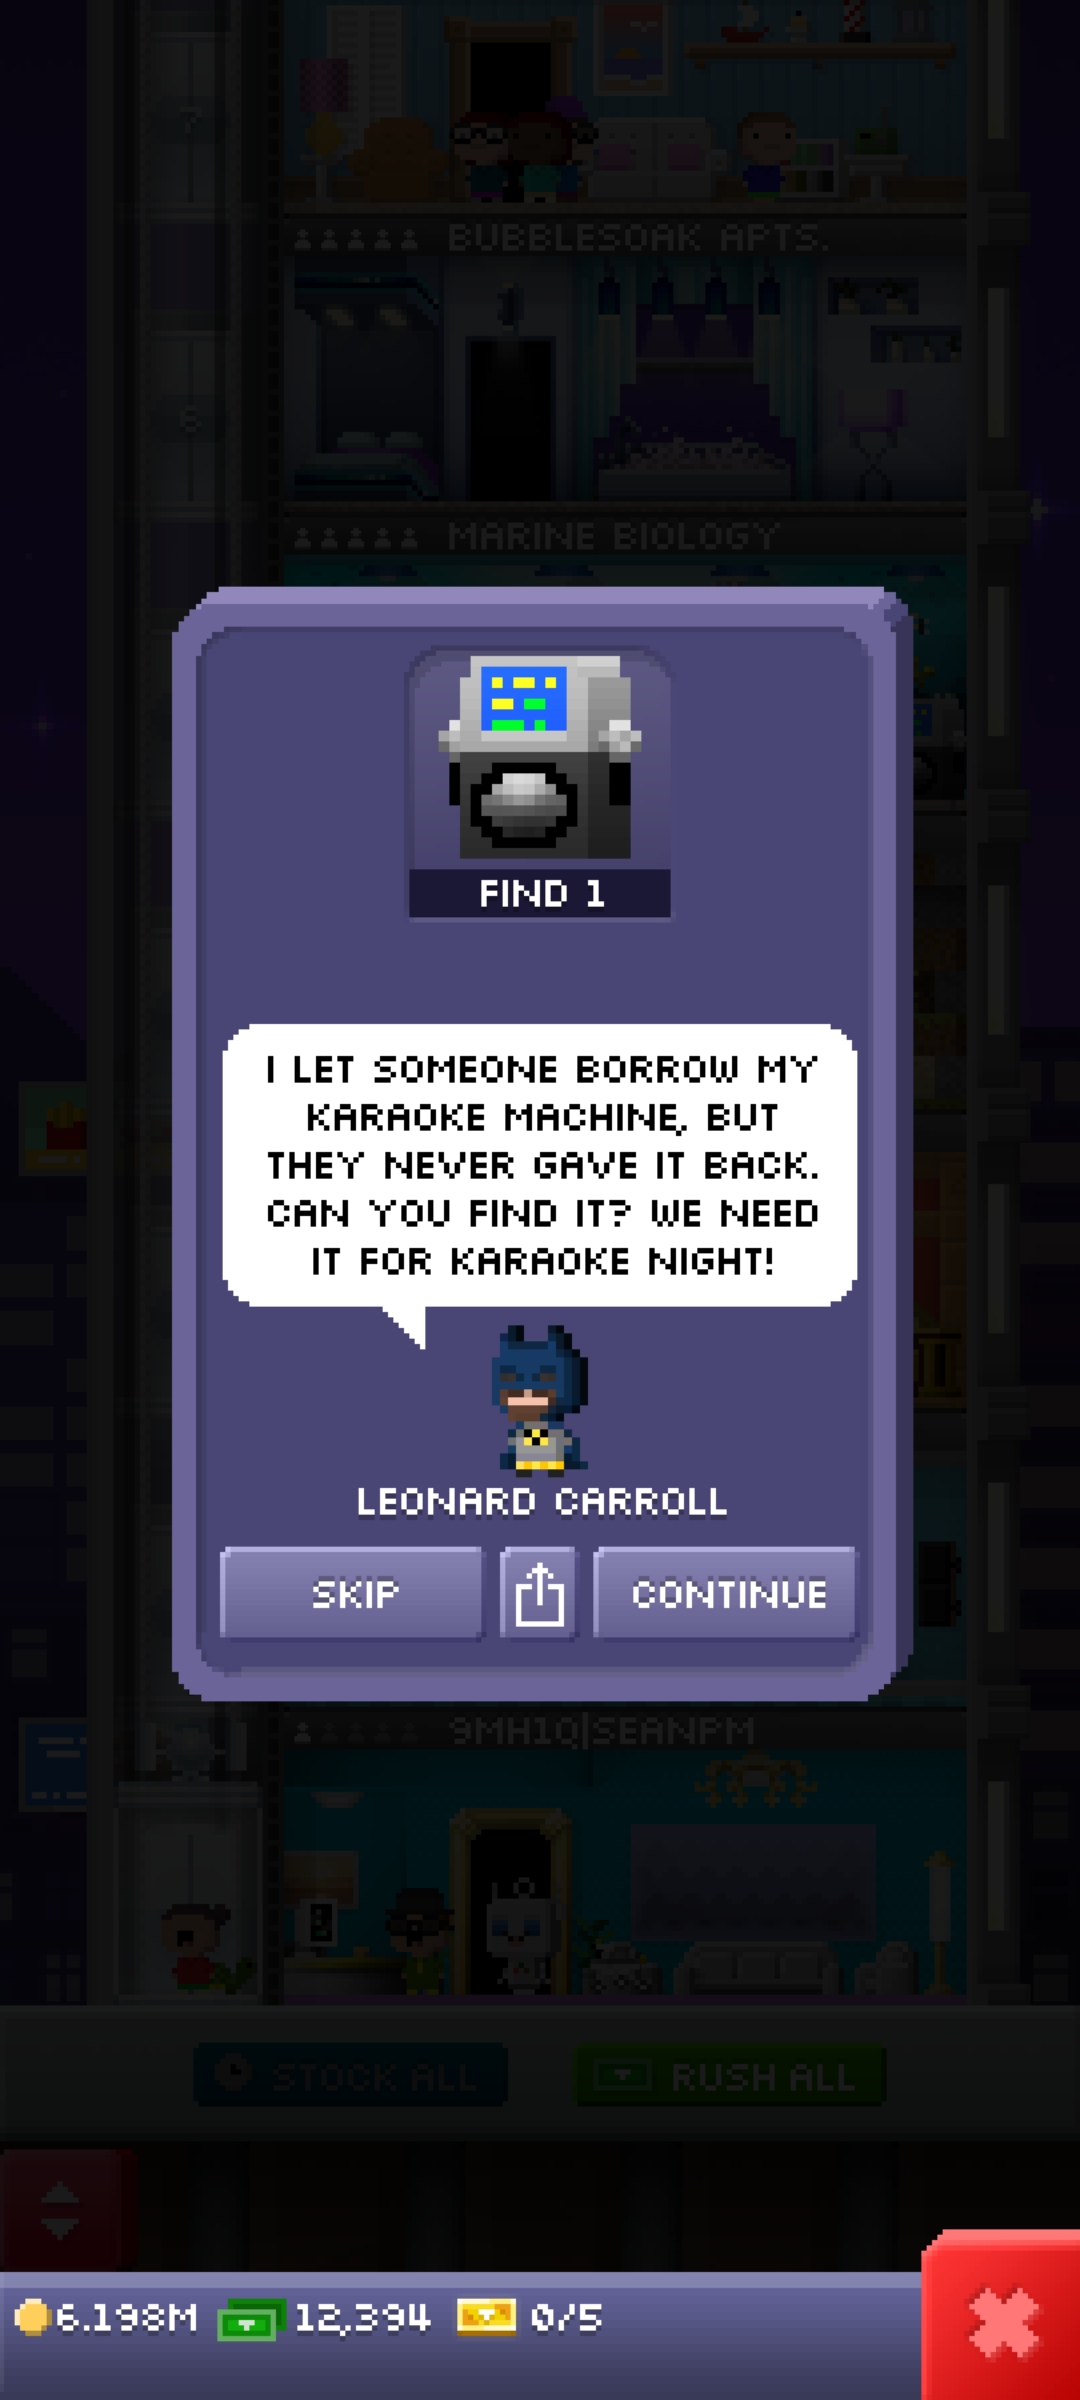 7
BUBBLESOAK APTS.
6
MARINE BIOLOGY
FIND 1
I LET SOMEONE BORROW MY
KARAOKE MACHINE, BUT
THEY NEVER GAVE IT BACK.
CAN YOU FIND IT? WE NEED
IT FOR KARAOKE NIGHT!
LEONARD CARROLL
SKIP
CONTINUE
9MH1Q|SEANPM
STOCK ALL
RUSH ALL
6.198M
12,394
0/5